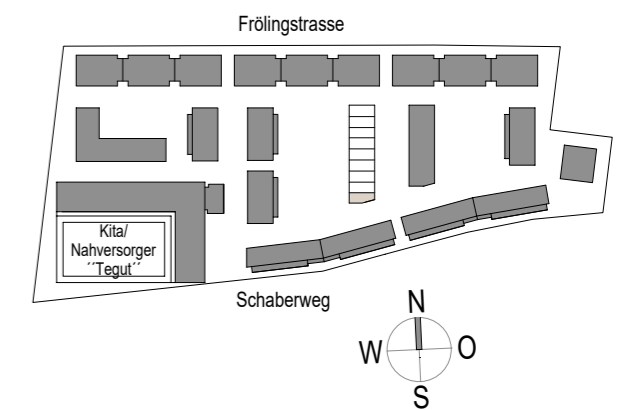 Frölingstrasse
Kita/
Nahversorger
´´Tegut´´
Schaberweg
N
W O
S